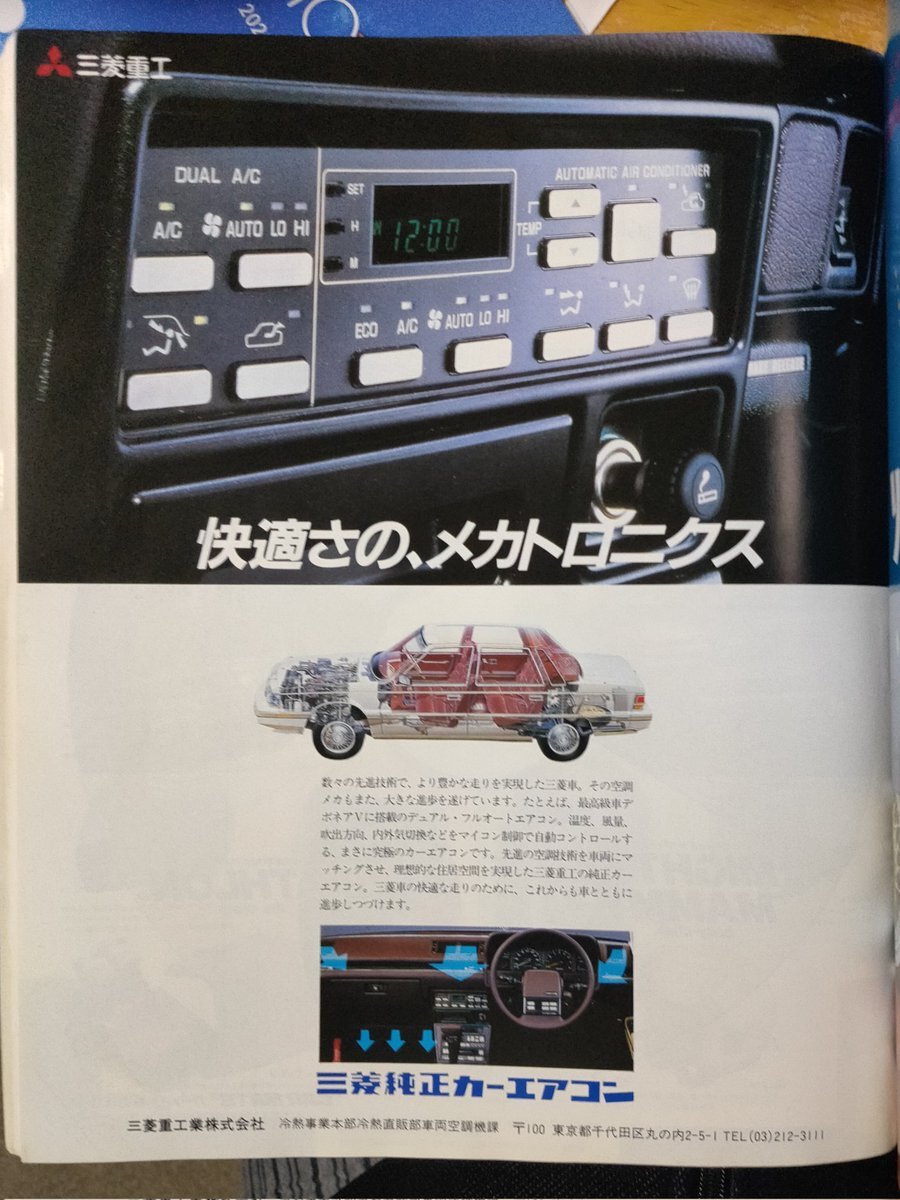 202
三菱重工
DUAL A/C
A/C AUTO LO HI
SET
H
M
12:00
AUTOMATIC AIR CONDITIONER
TEMP
ECO A/C AUTO LO HI
快適さの、メカトロニクス
数々の先進技術で、より豊かな走りを実現した三菱車。その空調
メカもまた、大きな進歩を遂げています。たとえば、最高級車デ
ボネアVに搭載のデュアル・フルオートエアコン。温度、風量、
吹出方向、内外気切換などをマイコン制御で自動コントロールす
る、まさに究極のカーエアコンです。先進の空調技術を車両にマ
ッチングさせ、理想的な住居空間を実現した三菱重工の純正カー
エアコン。三菱車の快適な走りのために、これからも車とともに
進歩しつづけます。
三菱純正カーエアコン
三菱重工業株式会社 冷熱事業本部冷熱直販部車両空調機課 〒100 東京都千代田区丸の内2-5-1 TEL(03)212-3111